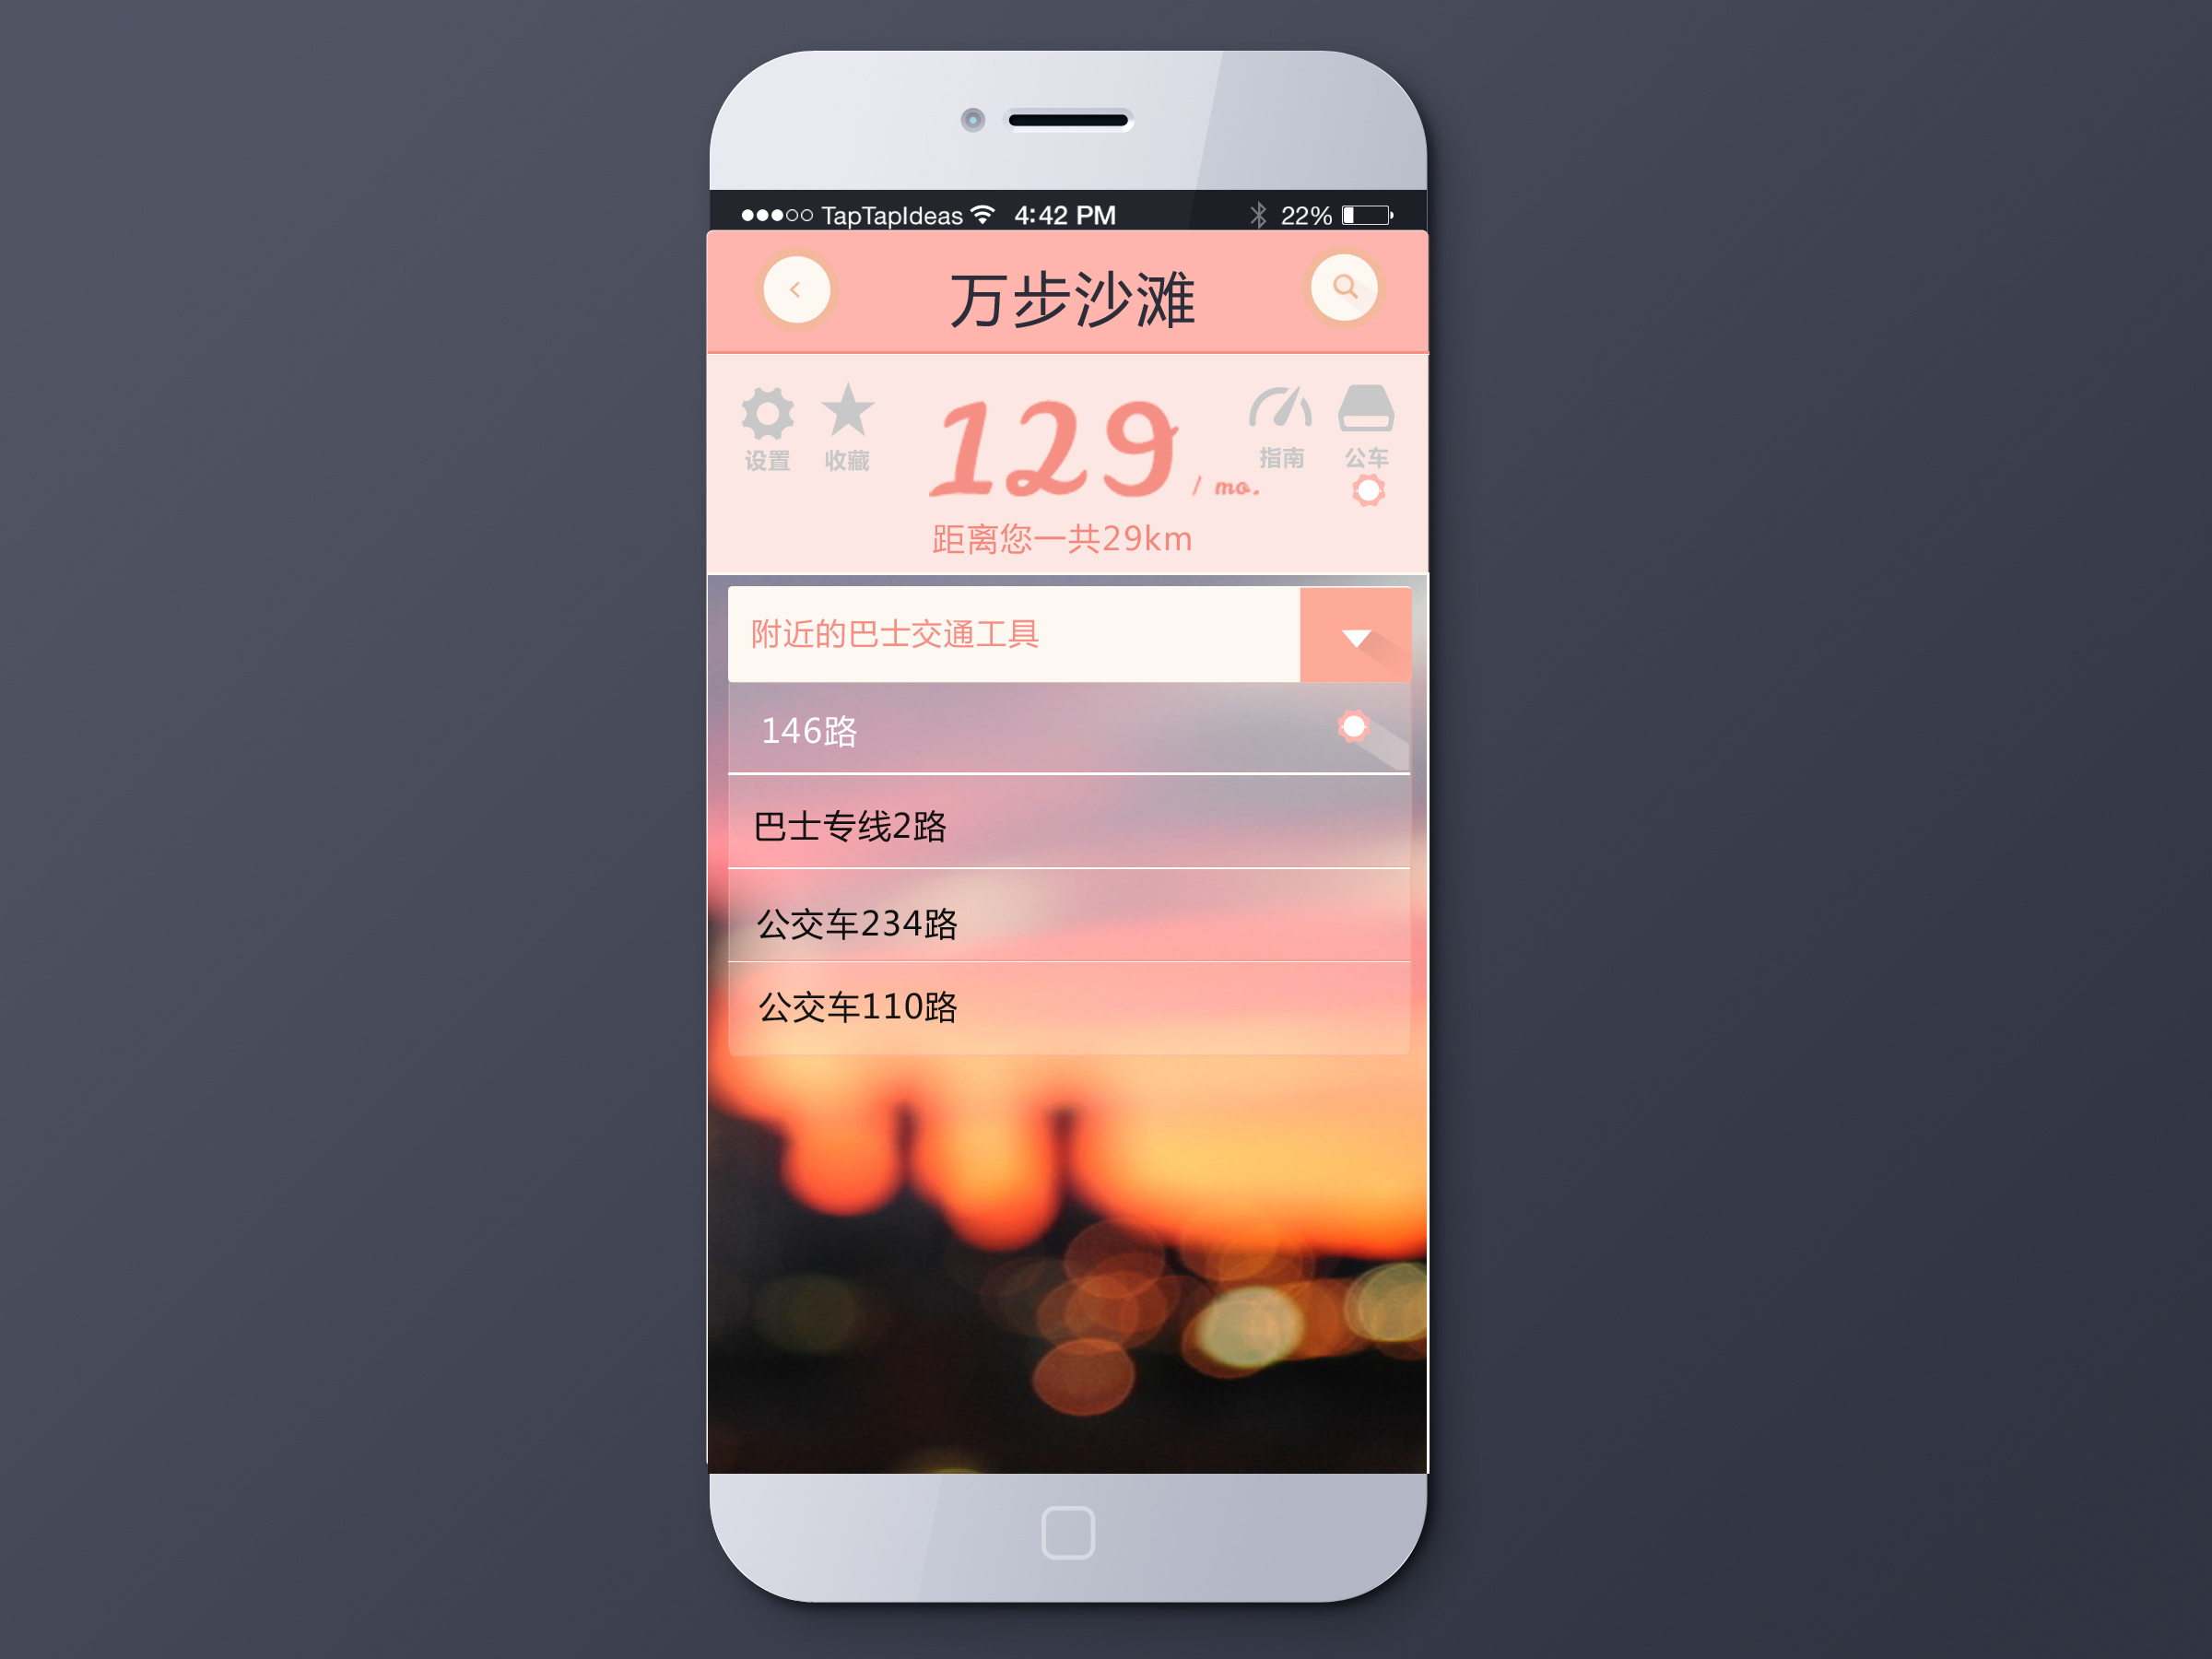 TapTapIdeas 4:42 PM 22%
万步沙滩
设置 收藏 指南 公车
129 / mo.
距离您一共29km
附近的巴士交通工具
146路
巴士专线2路
公交车234路
公交车110路